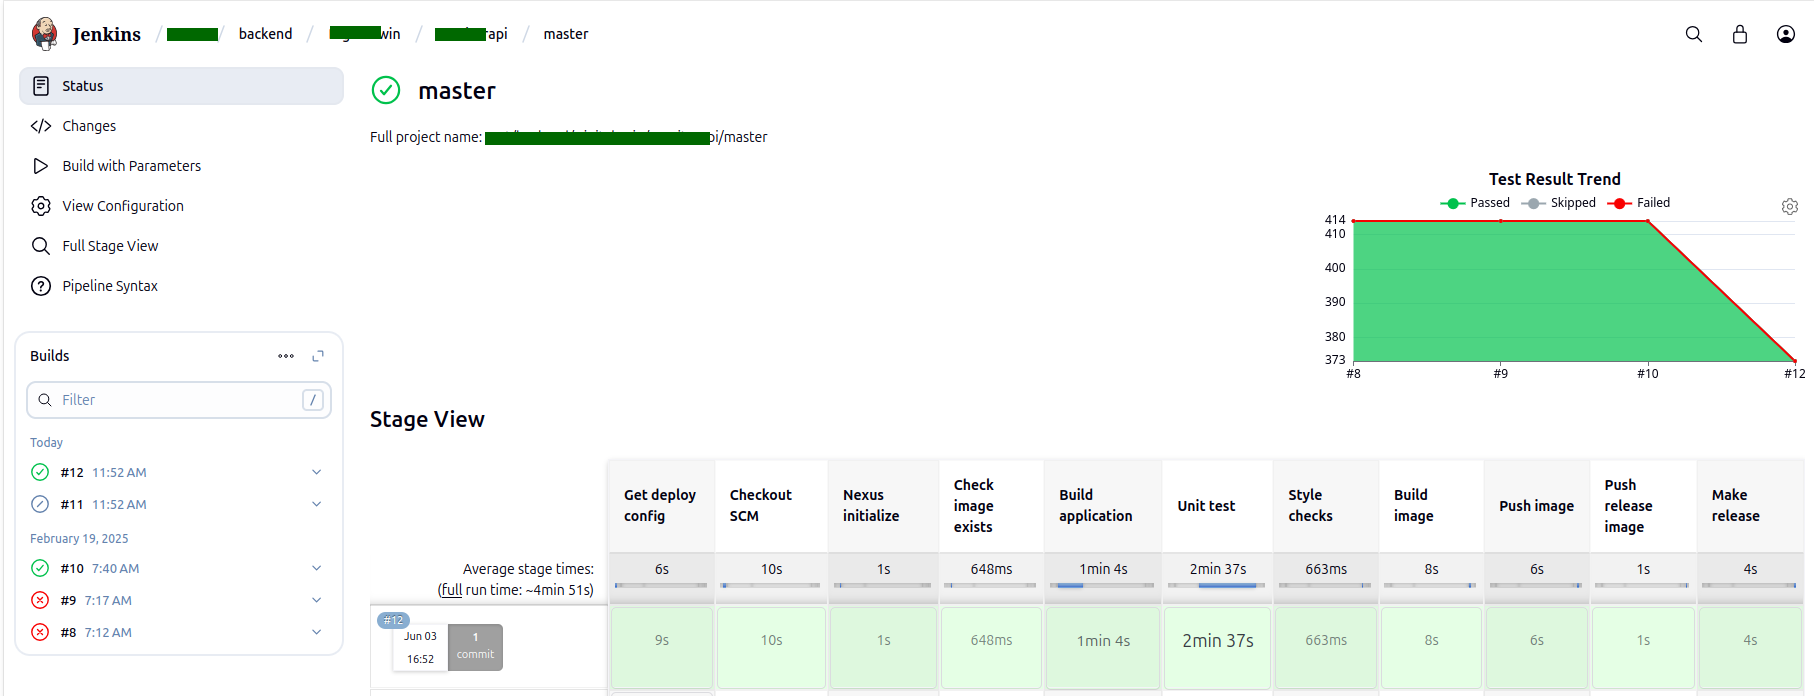 Jenkins / / backend / win / rapi / master
Status
Changes
Build with Parameters
View Configuration
Full Stage View
Pipeline Syntax
Builds
Filter /
Today
#12 11:52 AM
#11 11:52 AM
February 19, 2025
#10 7:40 AM
#9 7:17 AM
#8 7:12 AM
master
Full project name: pi/master
Test Result Trend
Passed Skipped Failed
414
410
400
390
380
373
#8 #9 #10 #12
Stage View
Get deploy config
Checkout SCM
Nexus initialize
Check image exists
Build application
Unit test
Style checks
Build image
Push image
Push release image
Make release
Average stage times:
(full run time: ~4min 51s)
6s 10s 1s 648ms 1min 4s 2min 37s 663ms 8s 6s 1s 4s
#12
Jun 03
16:52
1
commit
9s 10s 1s 648ms 1min 4s 2min 37s 663ms 8s 6s 1s 4s